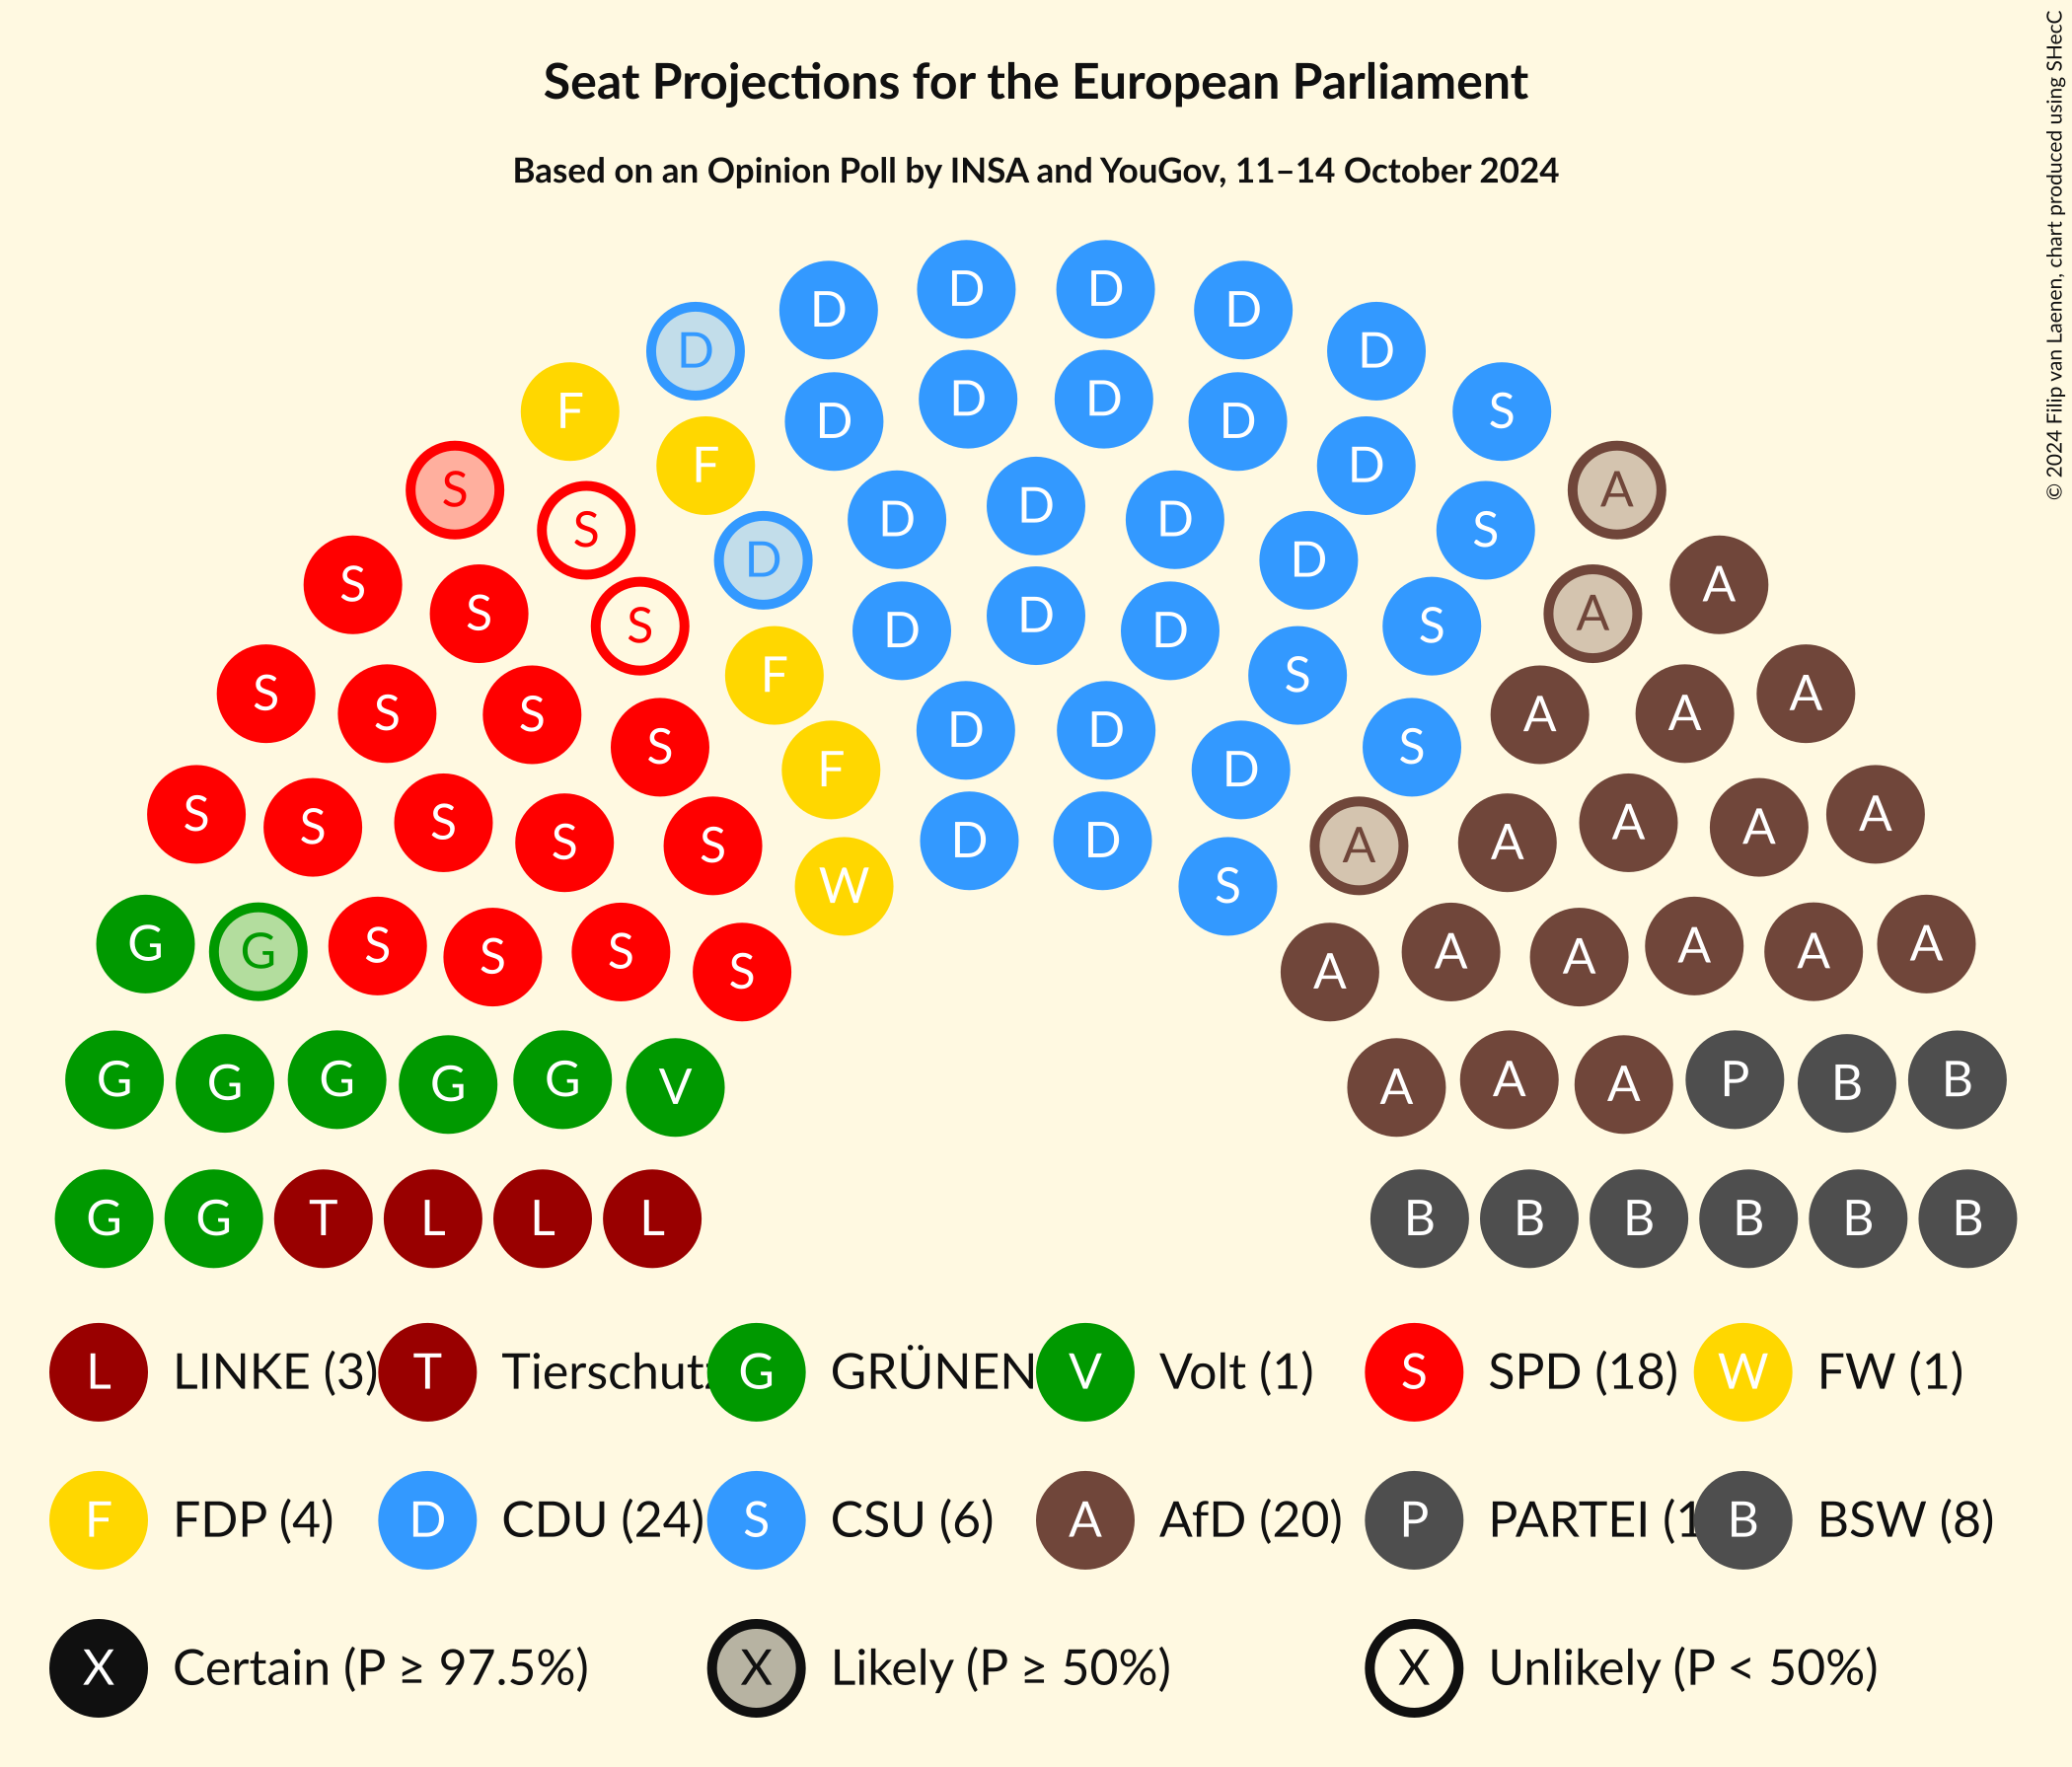 Seat Projections for the European Parliament
Based on an Opinion Poll by INSA and YouGov, 11–14 October 2024
© 2024 Filip van Laenen, chart produced using SHecC
D D D D
D D
F S
D D D D
F D
S A
S D D D S
D D
S S A A
S F D D D S S
S S S S F D D D S A A A
S S S S S W D D S A A A A A
G G S S S S A A A A A A
G G G G G V A A A P B B
G G T L L L B B B B B B
L LINKE (3) T Tierschutz G GRÜNEN V Volt (1) S SPD (18) W FW (1)
F FDP (4) D CDU (24) S CSU (6) A AfD (20) P PARTEI (1 B BSW (8)
X Certain (P ≥ 97.5%) X Likely (P ≥ 50%) X Unlikely (P < 50%)